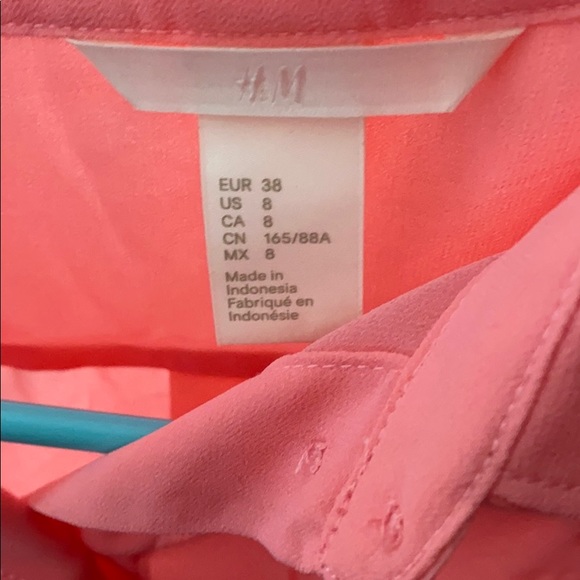 H&M
EUR 38
US 8
CA 8
CN 165/88A
MX 8
Made in
Indonesia
Fabriqué en
Indonésie